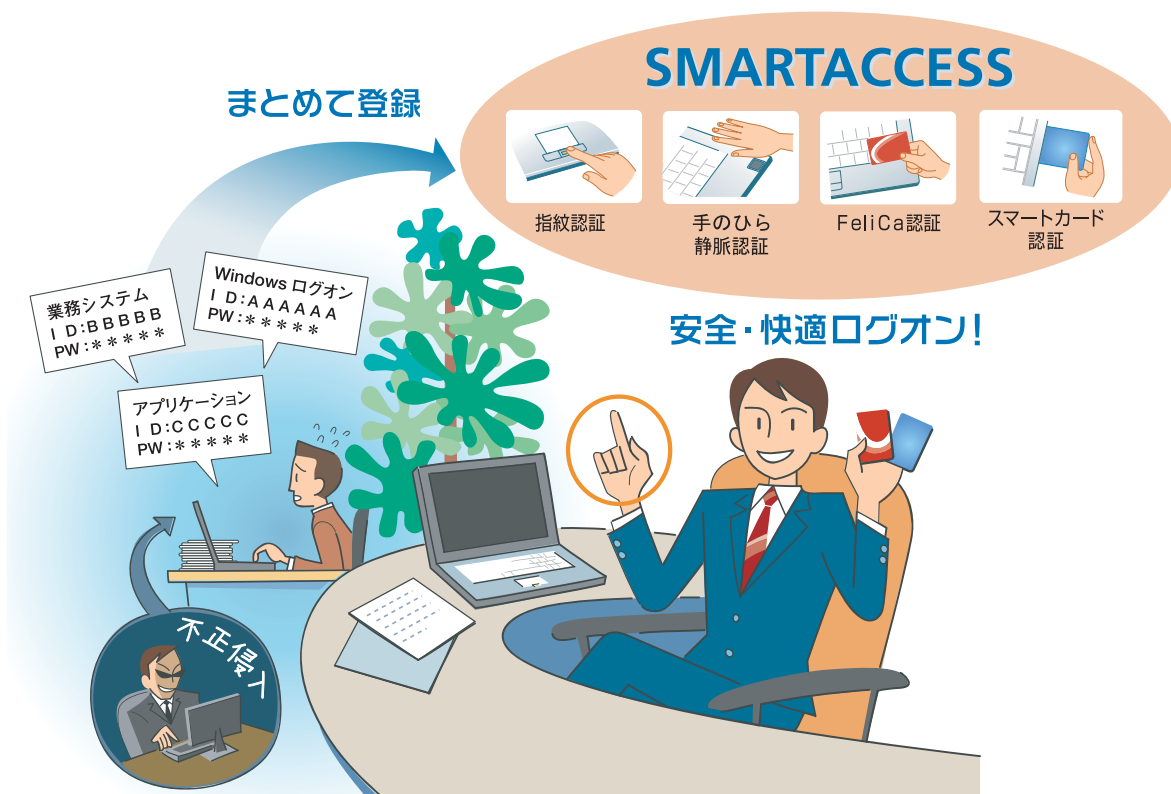 SMARTACCESS
まとめて登録
指紋認証
手のひら
静脈認証
FeliCa認証
スマートカード
認証
業務システム
I D:BBBBB
PW:*****
Windows ログオン
I D:AAAAAA
PW:*****
アプリケーション
I D:CCCCC
PW:*****
安全・快適ログオン!
不正侵入